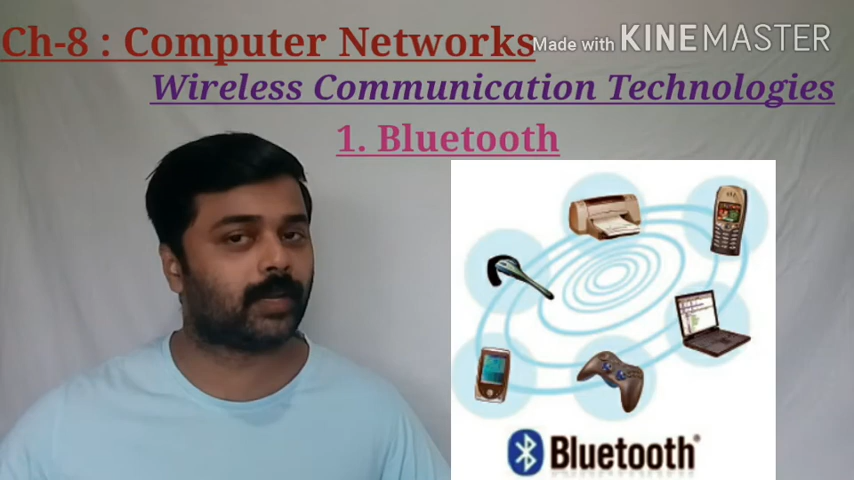 Ch-8 : Computer Networks
Made with KINEMASTER
Wireless Communication Technologies
1. Bluetooth
Bluetooth®